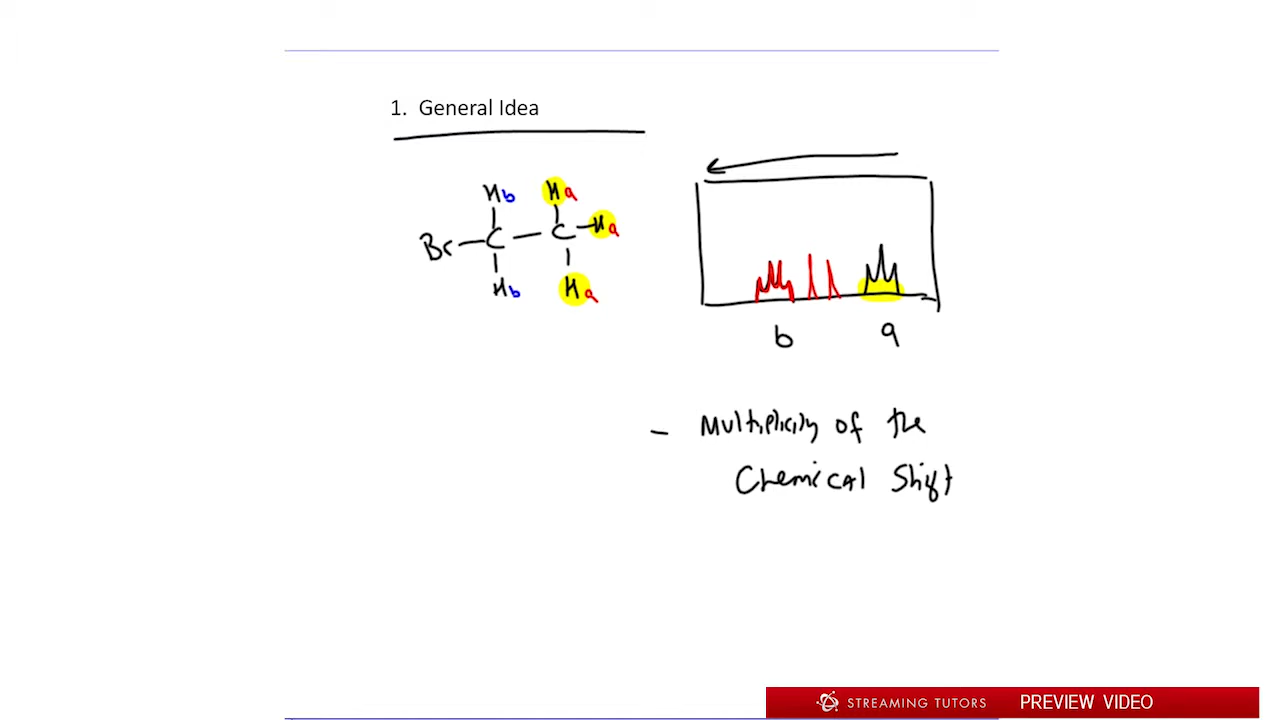 1. General Idea
Hb Ha
Br C C Ha
Hb Ha
b a
- Multiplicity of the
Chemical Shift
STREAMING TUTORS PREVIEW VIDEO